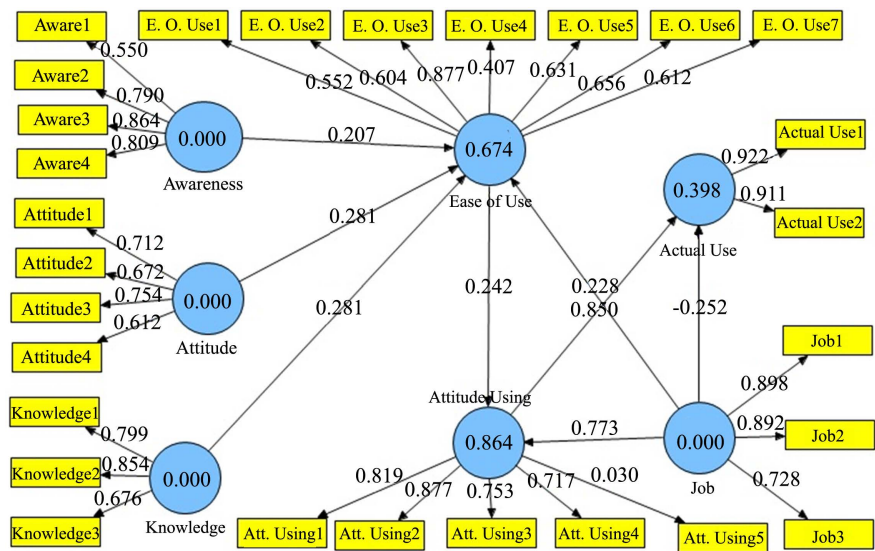 Aware1
E. O. Use1
E. O. Use2
E. O. Use3
E. O. Use4
E. O. Use5
E. O. Use6
E. O. Use7
0.550
0.552
0.604
0.877
0.407
0.631
0.656
0.612
Aware2
0.790
Aware3
0.864
Aware4
0.809
0.000
Awareness
0.207
0.674
Ease of Use
Actual Use1
0.922
0.398
0.911
Actual Use2
Actual Use
Attitude1
0.712
Attitude2
0.672
Attitude3
0.754
Attitude4
0.612
0.000
Attitude
0.281
0.281
0.242
0.228
0.850
-0.252
Job1
0.898
0.892
Job2
0.728
Job3
0.000
Job
0.773
Attitude Using
0.864
Knowledge1
0.799
Knowledge2
0.854
Knowledge3
0.676
0.000
Knowledge
0.819
0.877
0.753
0.717
0.030
Att. Using1
Att. Using2
Att. Using3
Att. Using4
Att. Using5